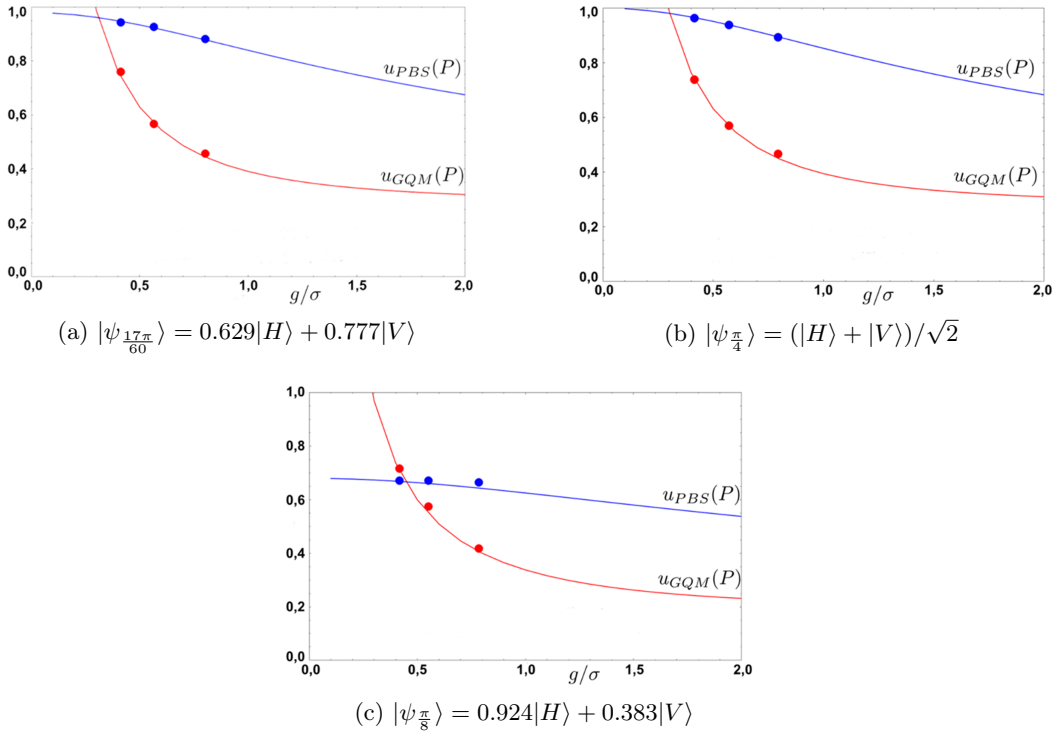 1,0
0,8
0,6
0,4
0,2
0,0
u_{PBS}(P)
u_{GQM}(P)
0,0 0,5 1,0 1,5 2,0
g/σ
(a) |ψ_{\frac{17π}{60}}⟩ = 0.629|H⟩ + 0.777|V⟩
1,0
0,8
0,6
0,4
0,2
0,0
u_{PBS}(P)
u_{GQM}(P)
0,0 0,5 1,0 1,5 2,0
g/σ
(b) |ψ_{\frac{π}{4}}⟩ = (|H⟩ + |V⟩)/√2
1,0
0,8
0,6
0,4
0,2
0,0
u_{PBS}(P)
u_{GQM}(P)
0,0 0,5 1,0 1,5 2,0
g/σ
(c) |ψ_{\frac{π}{8}}⟩ = 0.924|H⟩ + 0.383|V⟩